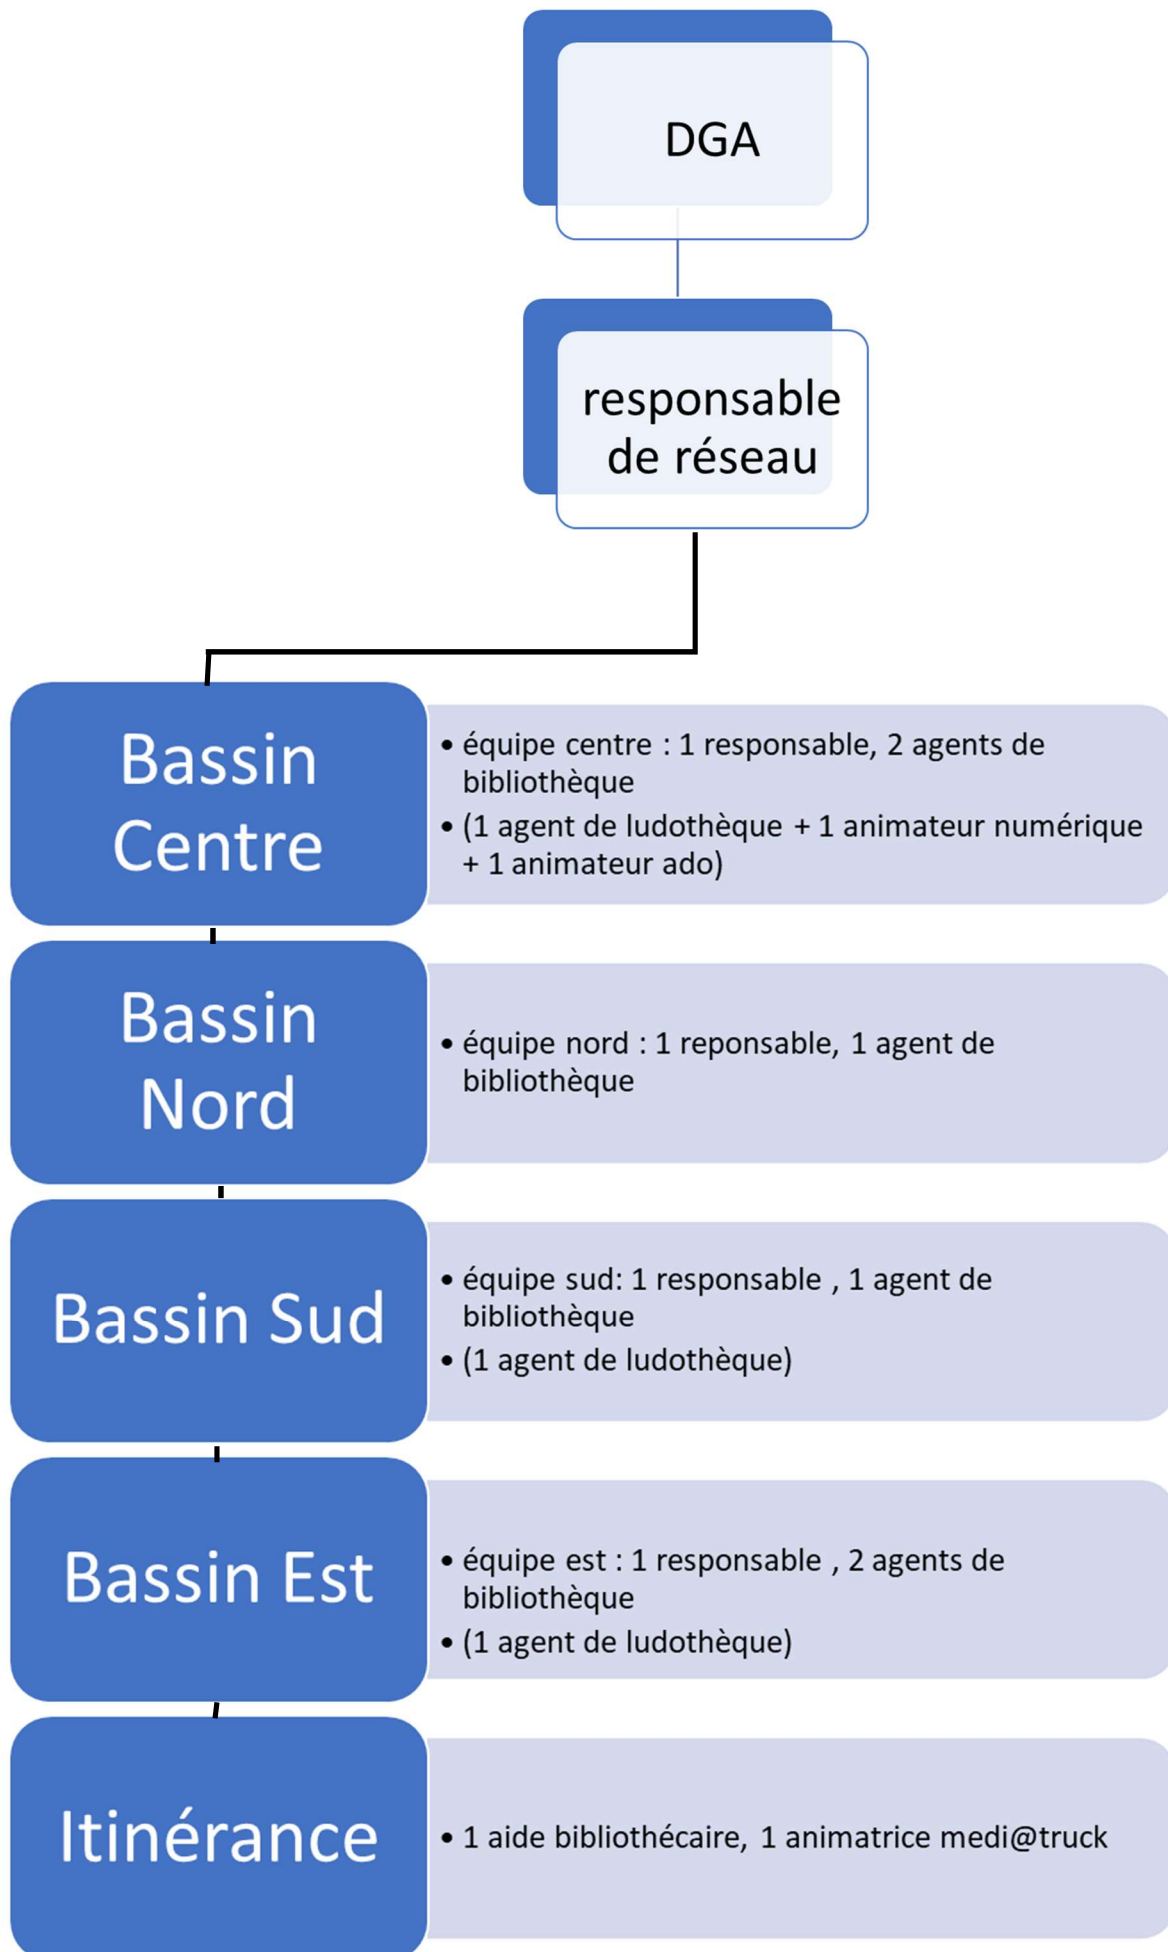 DGA
responsable
de réseau
Bassin
Centre
• équipe centre : 1 responsable, 2 agents de
bibliothèque
• (1 agent de ludothèque + 1 animateur numérique
+ 1 animateur ado)
Bassin
Nord
• équipe nord : 1 reponsable, 1 agent de
bibliothèque
Bassin Sud
• équipe sud: 1 responsable , 1 agent de
bibliothèque
• (1 agent de ludothèque)
Bassin Est
• équipe est : 1 responsable , 2 agents de
bibliothèque
• (1 agent de ludothèque)
Itinérance
• 1 aide bibliothécaire, 1 animatrice medi@truck